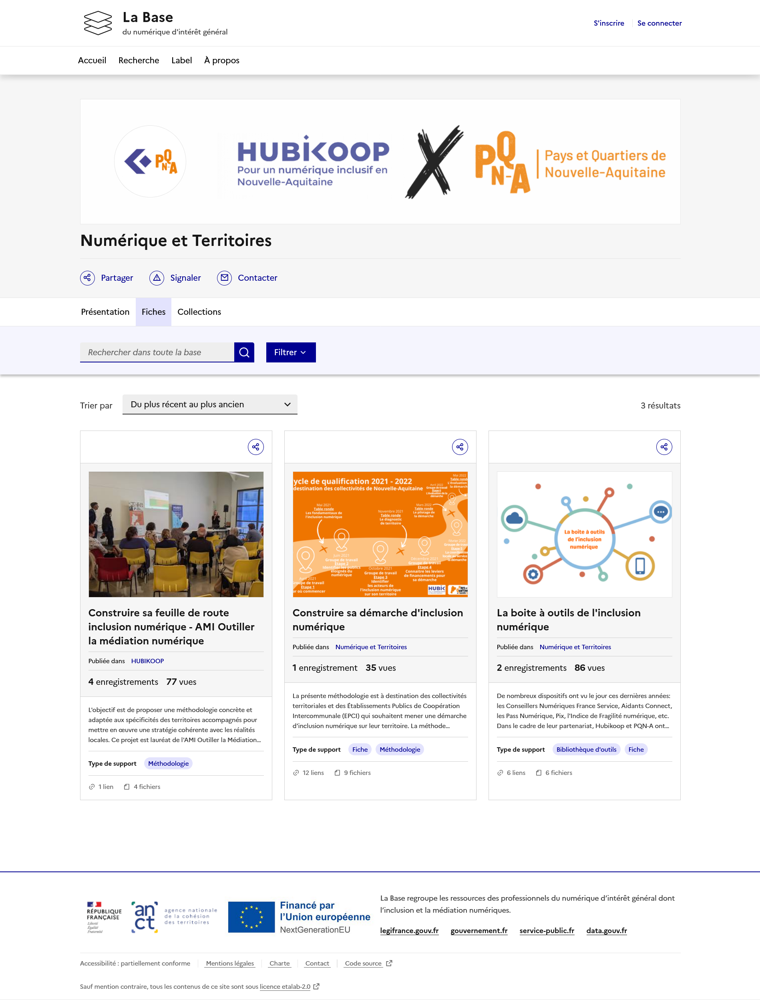 La Base
du numérique d'intérêt général
S'inscrire
Se connecter
Accueil
Recherche
Label
À propos
PQN-A
HUBIKOOP
Pour un numérique inclusif en
Nouvelle-Aquitaine
X
PQN-A
Pays et Quartiers de
Nouvelle-Aquitaine
Numérique et Territoires
Partager
Signaler
Contacter
Présentation
Fiches
Collections
Rechercher dans toute la base
Filtrer
Trier par
Du plus récent au plus ancien
3 résultats
Construire sa feuille de route
inclusion numérique - AMI Outiller
la médiation numérique
Publiée dans HUBIKOOP
4 enregistrements 77 vues
L'objectif est de proposer une méthodologie concrète et
adaptée aux spécificités des territoires accompagnés pour
mettre en œuvre une stratégie cohérente avec les réalités
locales. Ce projet est lauréat de l'AMI Outiller la Médiation...
Type de support Méthodologie
1 lien 4 fichiers
ycle de qualification 2021 - 2022
destination des collectivités de Nouvelle-Aquitaine
Mai 2021
Table ronde
Les fondamentaux de
l'inclusion numérique
Novembre 2021
Table ronde
Le diagnostic
de territoire
Mars 2022
Table ronde
Le pilotage de
la démarche
Avril 2022
Groupe de travail
Etape 6
L'évaluation de la
démarche
Mai 2022
Table ronde
L'évaluation
la démarch
Avril 2021
roupe de travail
Etape 1
ar où commencer
Juin 2021
Groupe de travail
Etape 2
Identifier les publics
éloignés du
numérique
Octobre 2021
Groupe de travail
Etape 3
Identifier
les acteurs de
l'inclusion numérique
sur son territoire
Décembre 2021
Groupe de travail
Etape 4
Connaitre les leviers
de financements pour
sa démarche
Février 2022
Groupe de trava
Etape 5
La coordination
locale au service
la démarche
HUBIK
Construire sa démarche d'inclusion
numérique
Publiée dans Numérique et Territoires
1 enregistrement 35 vues
La présente méthodologie est à destination des collectivités
territoriales et des Établissements Publics de Coopération
Intercommunale (EPCI) qui souhaitent mener une démarche
d’inclusion numérique sur leur territoire. La méthode...
Type de support Fiche Méthodologie
12 liens 9 fichiers
La boite à outils
de l'inclusion
numérique
La boite à outils de l'inclusion
numérique
Publiée dans Numérique et Territoires
2 enregistrements 86 vues
De nombreux dispositifs ont vu le jour ces dernières années:
les Conseillers Numériques France Service, Aidants Connect,
les Pass Numérique, Pix, l'Indice de Fragilité numérique, etc.
Dans le cadre de leur partenariat, Hubikoop et PQN-A ont...
Type de support Bibliothèque d'outils Fiche
6 liens 6 fichiers
RÉPUBLIQUE
FRANÇAISE
Liberté
Égalité
Fraternité
anct
agence nationale
de la cohésion
des territoires
Financé par
l’Union européenne
NextGenerationEU
La Base regroupe les ressources des professionnels du numérique d’intérêt général dont
l’inclusion et la médiation numériques.
legifrance.gouv.fr gouvernement.fr service-public.fr data.gouv.fr
Accessibilité : partiellement conforme
Mentions légales
Charte
Contact
Code source
Sauf mention contraire, tous les contenus de ce site sont sous licence etalab-2.0